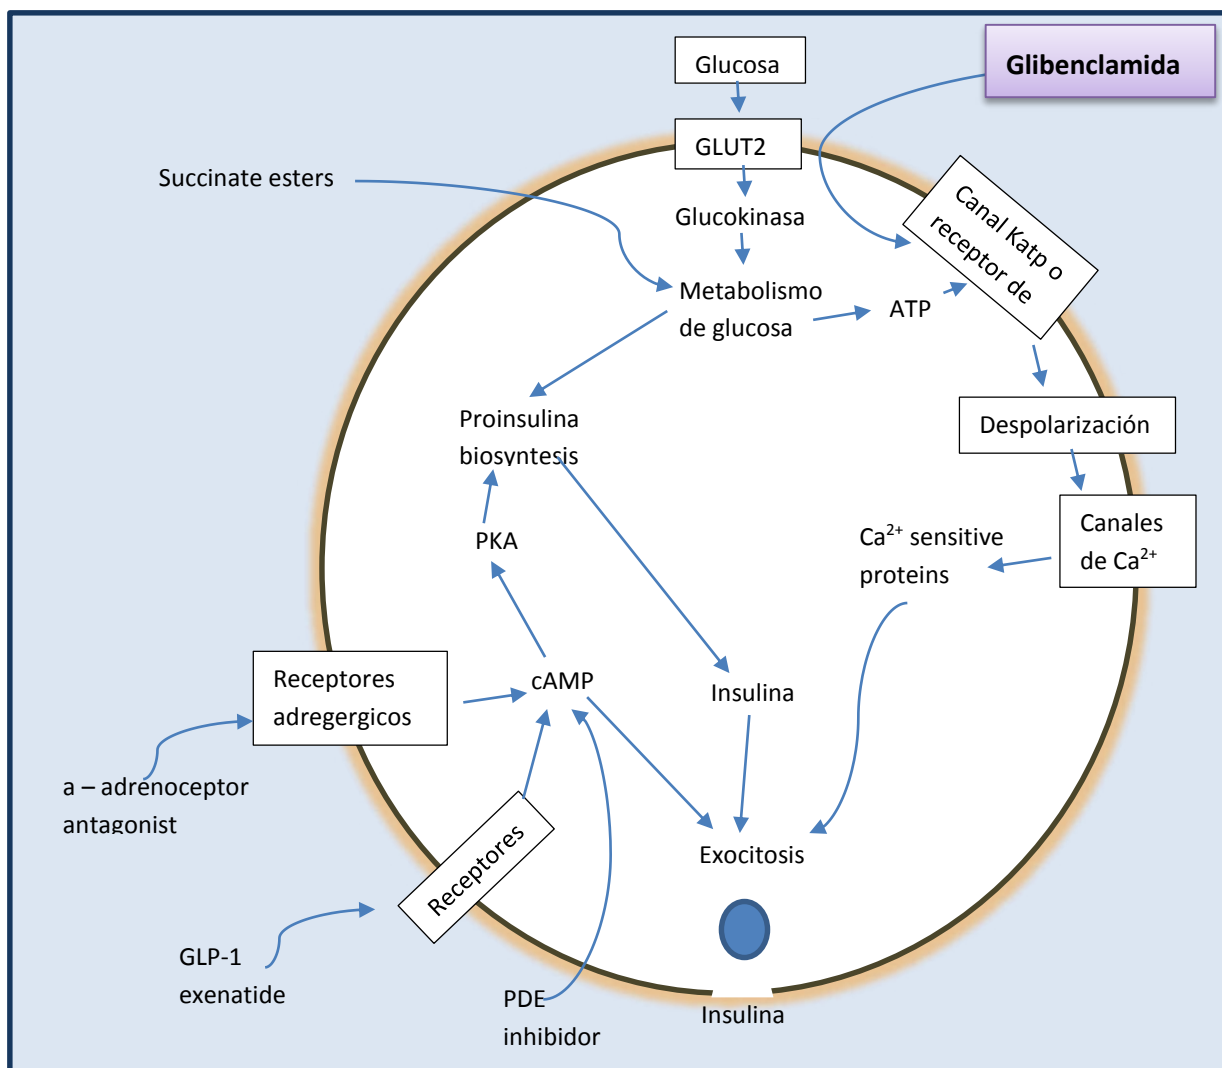 Glucosa
Glibenclamida
GLUT2
Succinate esters
Glucokinasa
Canal Katp o
receptor de
Metabolismo
de glucosa
ATP
Proinsulina
biosyntesis
Despolarización
PKA
Ca²⁺ sensitive
proteins
Canales
de Ca²⁺
Receptores
adregergicos
cAMP
Insulina
a – adrenoceptor
antagonist
Receptores
Exocitosis
GLP-1
exenatide
PDE
inhibidor
Insulina